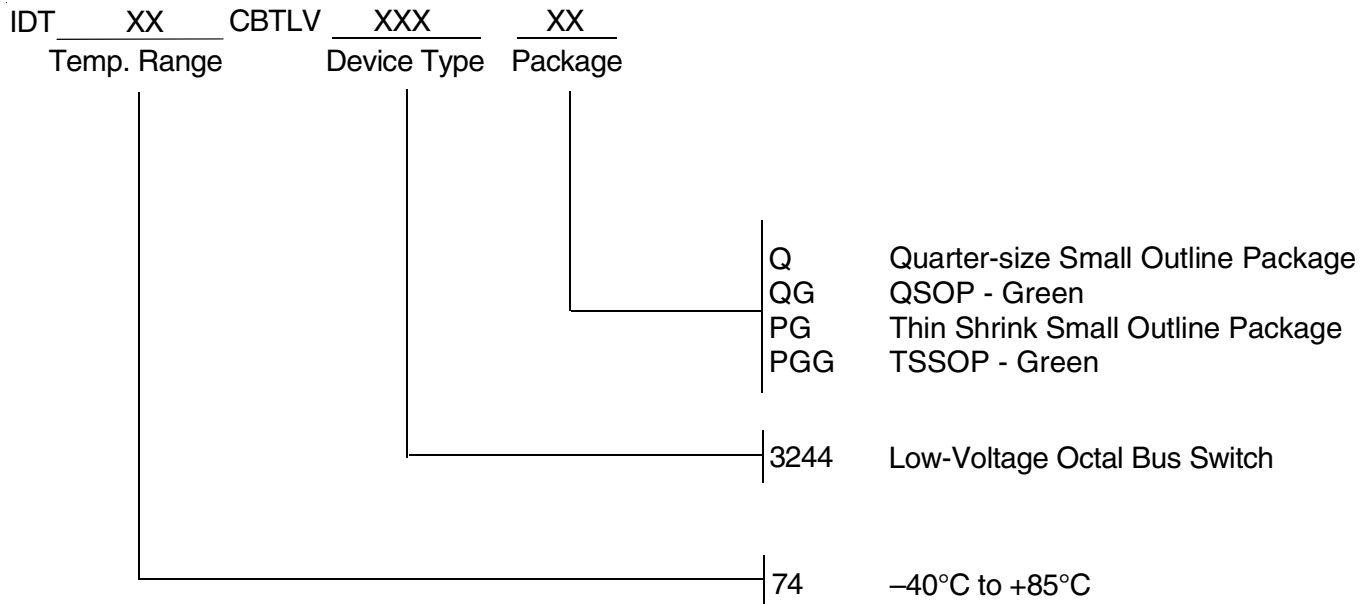 IDT XX CBTLV XXX XX
Temp. Range Device Type Package
Q Quarter-size Small Outline Package
QG QSOP - Green
PG Thin Shrink Small Outline Package
PGG TSSOP - Green
3244 Low-Voltage Octal Bus Switch
74 –40°C to +85°C